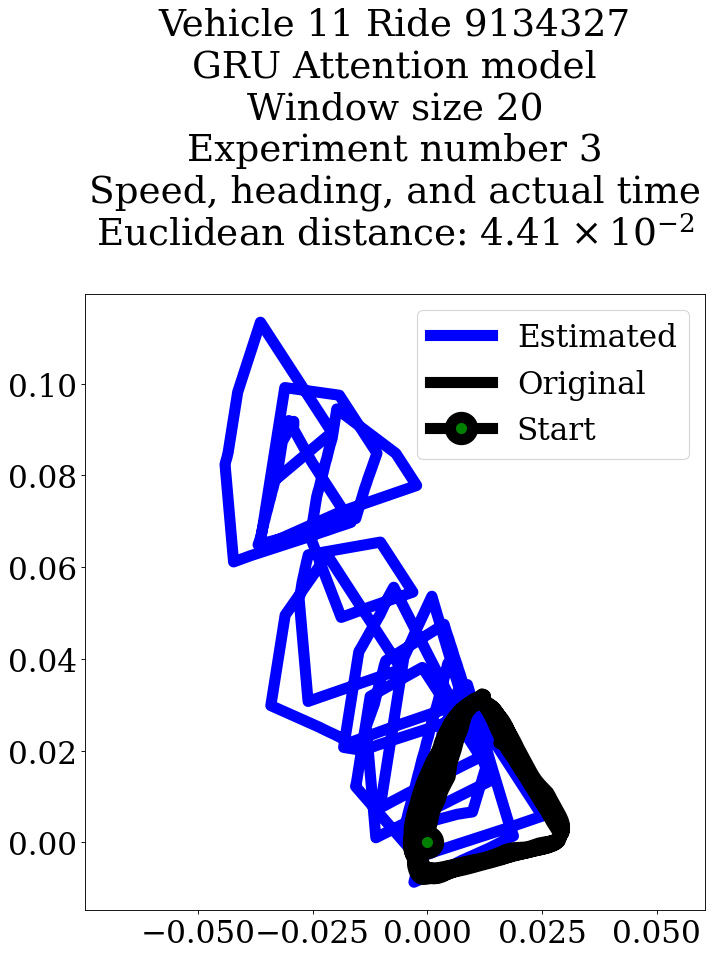 Vehicle 11 Ride 9134327
GRU Attention model
Window size 20
Experiment number 3
Speed, heading, and actual time
Euclidean distance: 4.41 × 10⁻²
Estimated
Original
Start
0.10
0.08
0.06
0.04
0.02
0.00
−0.050 −0.025 0.000 0.025 0.050